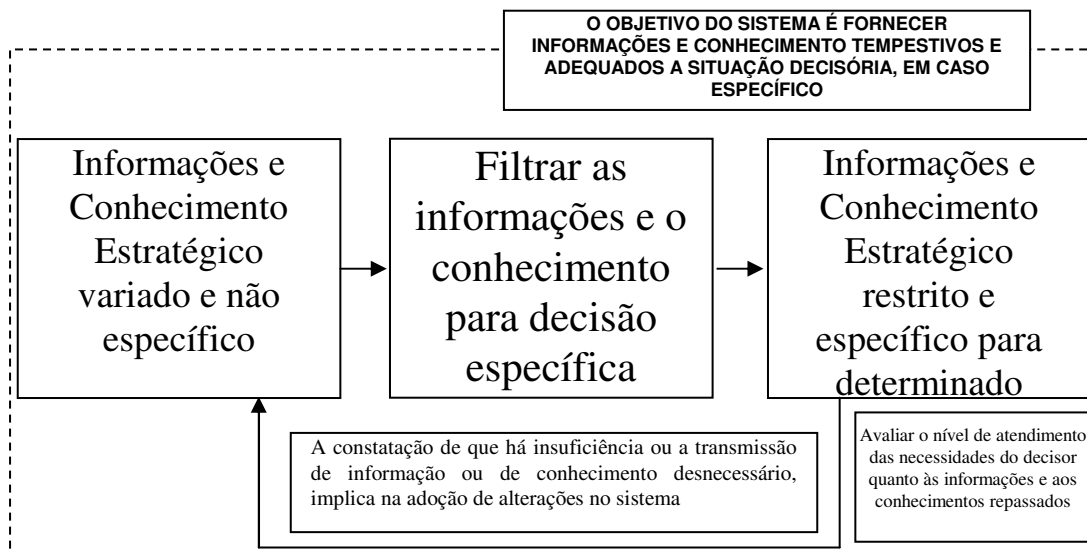 O OBJETIVO DO SISTEMA É FORNECER
INFORMAÇÕES E CONHECIMENTO TEMPESTIVOS E
ADEQUADOS A SITUAÇÃO DECISÓRIA, EM CASO
ESPECÍFICO
Informações e
Conhecimento
Estratégico
variado e não
específico
Filtrar as
informações e o
conhecimento
para decisão
específica
Informações e
Conhecimento
Estratégico
restrito e
específico para
determinado
A constatação de que há insuficiência ou a transmissão
de informação ou de conhecimento desnecessário,
implica na adoção de alterações no sistema
Avaliar o nível de atendimento
das necessidades do decisor
quanto às informações e aos
conhecimentos repassados